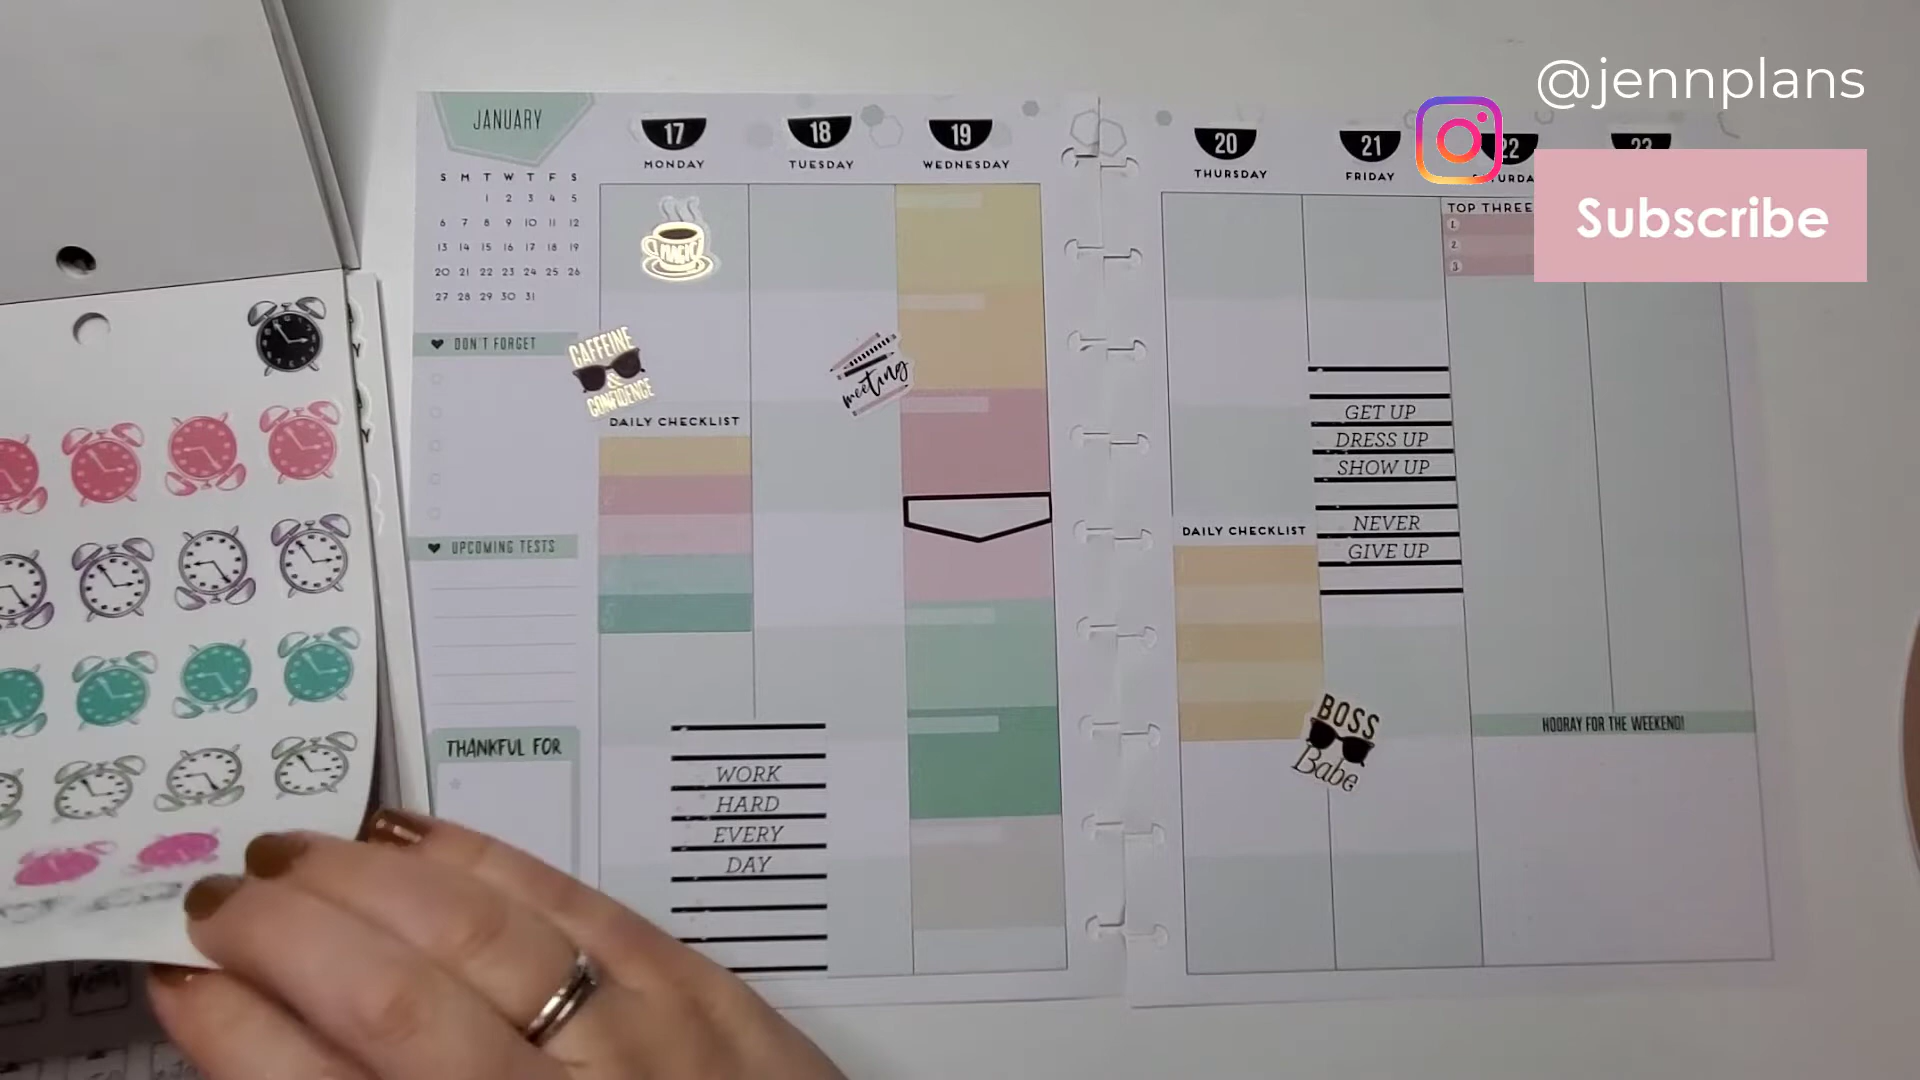 @jennplans
Subscribe
JANUARY
S M T W T F S
1 2 3 4 5
6 7 8 9 10 11 12
13 14 15 16 17 18 19
20 21 22 23 24 25 26
27 28 29 30 31
DON'T FORGET
UPCOMING TESTS
THANKFUL FOR
17
MONDAY
18
TUESDAY
19
WEDNESDAY
MAGIC
CAFFEINE
&
CONFIDENCE
DAILY CHECKLIST
meeting
WORK
HARD
EVERY
DAY
20
THURSDAY
21
FRIDAY
22
23
TOP THREE
1
2
3
GET UP
DRESS UP
SHOW UP
NEVER
GIVE UP
DAILY CHECKLIST
BOSS
Babe
HOORAY FOR THE WEEKEND!